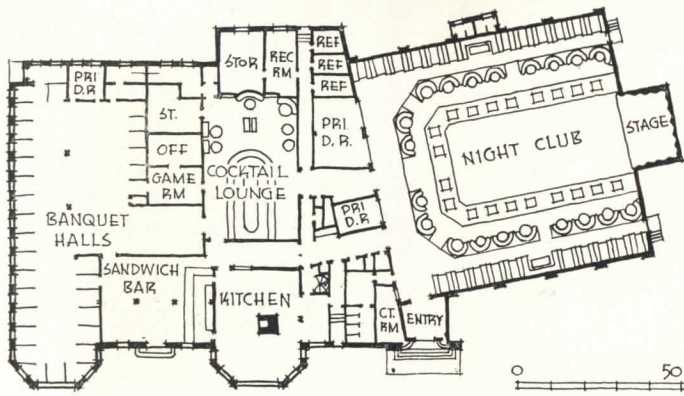 STOR
REC
RM
REF
REF
REF
PRI
D.R
ST.
OFF
GAME
RM
PRI.
D. R.
COCKTAIL
LOUNGE
NIGHT CLUB
STAGE
BANQUET
HALLS
PRI
D.R
SANDWICH
BAR
KITCHEN
CT.
RM
ENTRY
0 50